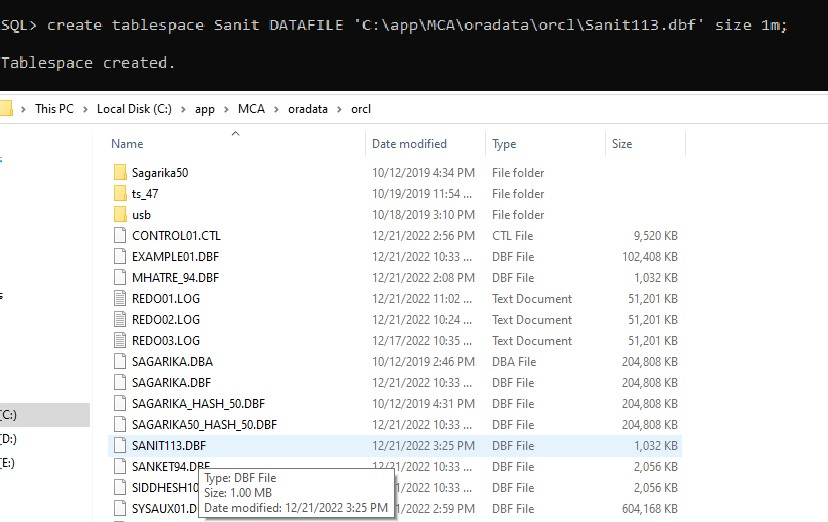 SQL> create tablespace Sanit DATAFILE 'C:\app\MCA\oradata\orcl\Sanit113.dbf' size 1m;
Tablespace created.
This PC > Local Disk (C:) > app > MCA > oradata > orcl
Name Date modified Type Size
Sagarika50 10/12/2019 4:34 PM File folder
ts_47 10/19/2019 11:54 ... File folder
usb 10/18/2019 3:10 PM File folder
CONTROL01.CTL 12/21/2022 2:56 PM CTL File 9,520 KB
EXAMPLE01.DBF 12/21/2022 10:33 ... DBF File 102,408 KB
MHATRE_94.DBF 12/21/2022 2:08 PM DBF File 1,032 KB
REDO01.LOG 12/21/2022 11:02 ... Text Document 51,201 KB
REDO02.LOG 12/21/2022 10:24 ... Text Document 51,201 KB
REDO03.LOG 12/17/2022 10:35 ... Text Document 51,201 KB
SAGARIKA.DBA 10/12/2019 2:46 PM DBA File 204,808 KB
SAGARIKA.DBF 12/21/2022 10:33 ... DBF File 204,808 KB
SAGARIKA_HASH_50.DBF 10/12/2019 4:31 PM DBF File 204,808 KB
SAGARIKA50_HASH_50.DBF 12/21/2022 10:33 ... DBF File 204,808 KB
[C:)
SANIT113.DBF 12/21/2022 3:25 PM DBF File 1,032 KB
[D:)
SANKET94.DBF 12/21/2022 10:33 ... DBF File 2,056 KB
[E:)
Type: DBF File
SIDDHESH10 /2022 10:33 ... DBF File 2,056 KB
Size: 1.00 MB
SYSAUX01.D /2022 2:59 PM DBF File 604,168 KB
Date modified: 12/21/2022 3:25 PM